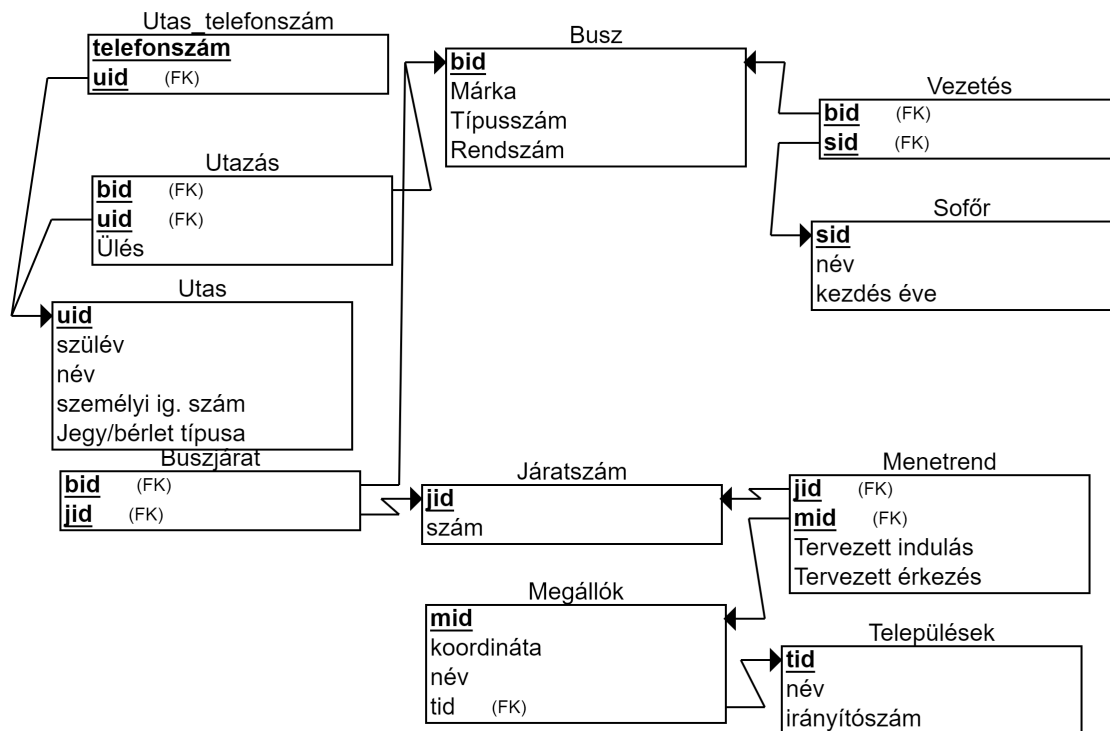 Utas_telefonszám
telefonszám
uid (FK)
Busz
bid
Márka
Típusszám
Rendszám
Vezetés
bid (FK)
sid (FK)
Utazás
bid (FK)
uid (FK)
Ülés
Sofőr
sid
név
kezdés éve
Utas
uid
szülév
név
személyi ig. szám
Jegy/bérlet típusa
Buszjárat
bid (FK)
jid (FK)
Járatszám
jid
szám
Menetrend
jid (FK)
mid (FK)
Tervezett indulás
Tervezett érkezés
Megállók
mid
koordináta
név
tid (FK)
Települések
tid
név
irányítószám